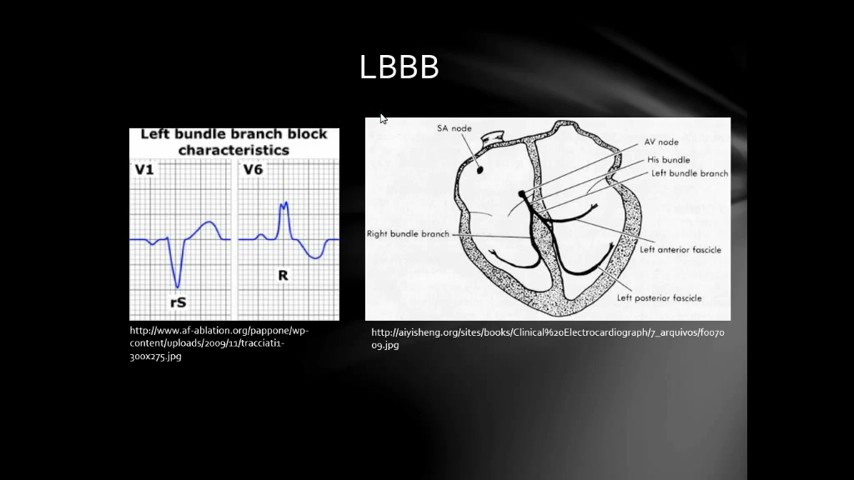 LBBB
Left bundle branch block
characteristics
V1
V6
R
rS
http://www.af-ablation.org/pappone/wp-
content/uploads/2009/11/tracciati1-
300x275.jpg
SA node
AV node
His bundle
Left bundle branch
Right bundle branch
Left anterior fascicle
Left posterior fascicle
http://aiyisheng.org/sites/books/Clinical%20Electrocardiograph/7_arquivos/f0070
09.jpg